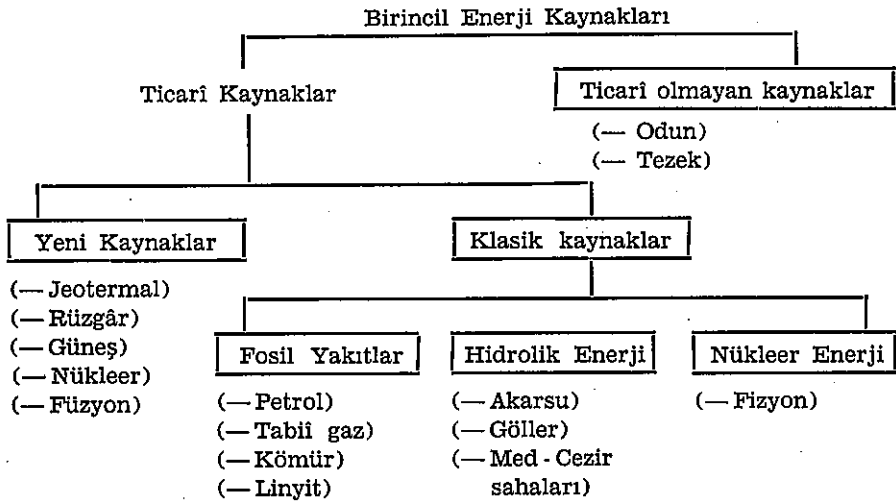 Birincil Enerji Kaynakları
Ticarî Kaynaklar
Ticarî olmayan kaynaklar
(— Odun)
(— Tezek)
Yeni Kaynaklar
(— Jeotermal)
(— Rüzgâr)
(— Güneş)
(— Nükleer)
(— Füzyon)
Klasik kaynaklar
Fosil Yakıtlar
(— Petrol)
(— Tabiî gaz)
(— Kömür)
(— Linyit)
Hidrolik Enerji
(— Akarsu)
(— Göller)
(— Med - Cezir
sahaları)
Nükleer Enerji
(— Fizyon)